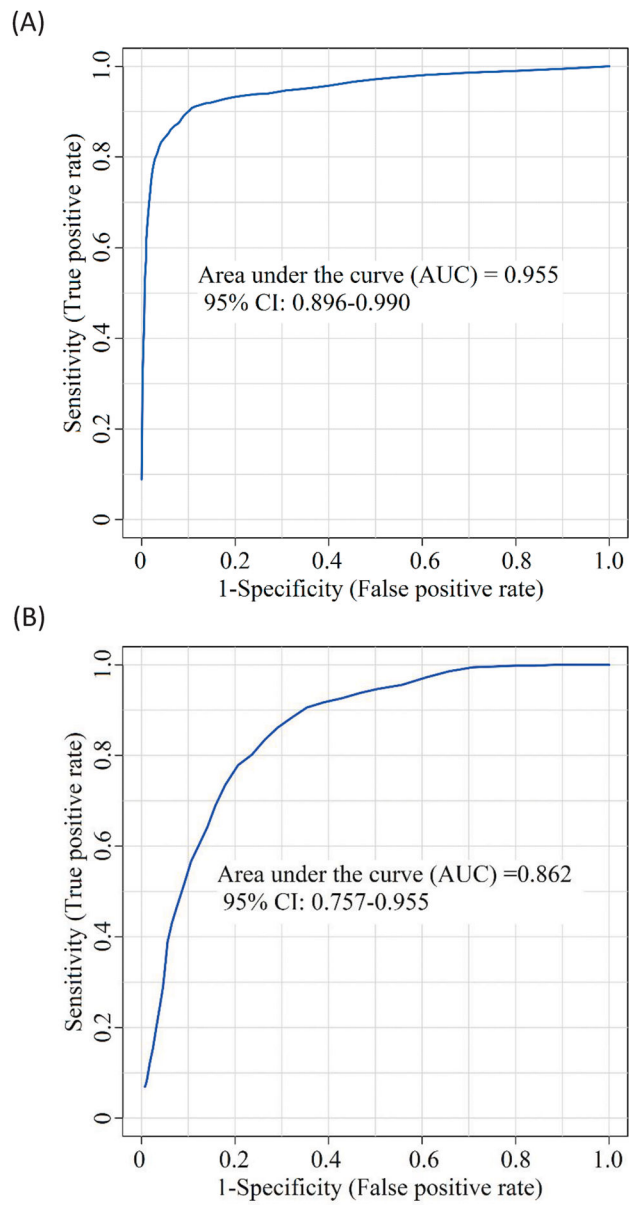 (A)
1.0
0.8
0.6
0.4
0.2
0
Sensitivity (True positive rate)
Area under the curve (AUC) = 0.955
95% CI: 0.896-0.990
0 0.2 0.4 0.6 0.8 1.0
1-Specificity (False positive rate)
(B)
1.0
0.8
0.6
0.4
0.2
0
Sensitivity (True positive rate)
Area under the curve (AUC) =0.862
95% CI: 0.757-0.955
0 0.2 0.4 0.6 0.8 1.0
1-Specificity (False positive rate)